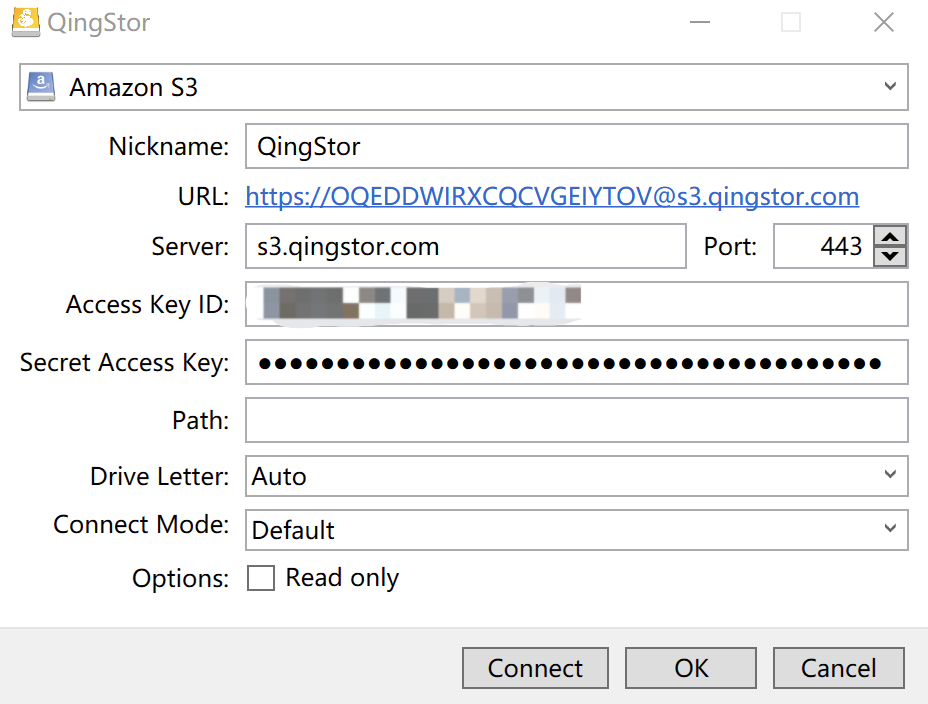 QingStor
Amazon S3
Nickname: QingStor
URL: https://OQEDDWIRXCQCVGEIYTOV@s3.qingstor.com
Server: s3.qingstor.com Port: 443
Access Key ID:
Secret Access Key: ●●●●●●●●●●●●●●●●●●●●●●●●●●●●●●●●●●●●●●●●
Path:
Drive Letter: Auto
Connect Mode: Default
Options: Read only
Connect OK Cancel